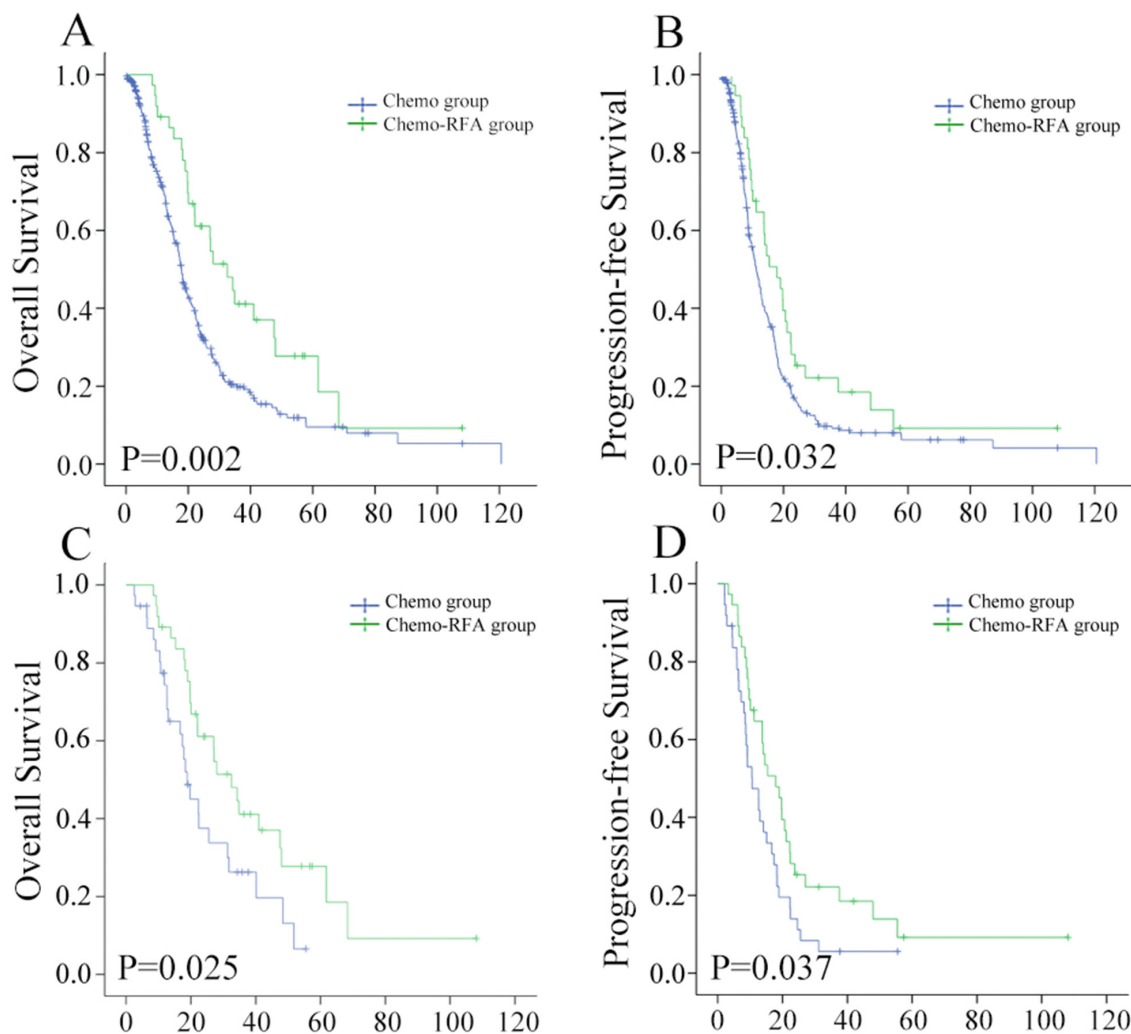 A
Overall Survival
1.0
0.8
0.6
0.4
0.2
0.0
Chemo group
Chemo-RFA group
P=0.002
0 20 40 60 80 100 120
B
Progression-free Survival
1.0
0.8
0.6
0.4
0.2
0.0
Chemo group
Chemo-RFA group
P=0.032
0 20 40 60 80 100 120
C
Overall Survival
1.0
0.8
0.6
0.4
0.2
0.0
Chemo group
Chemo-RFA group
P=0.025
0 20 40 60 80 100 120
D
Progression-free Survival
1.0
0.8
0.6
0.4
0.2
0.0
Chemo group
Chemo-RFA group
P=0.037
0 20 40 60 80 100 120